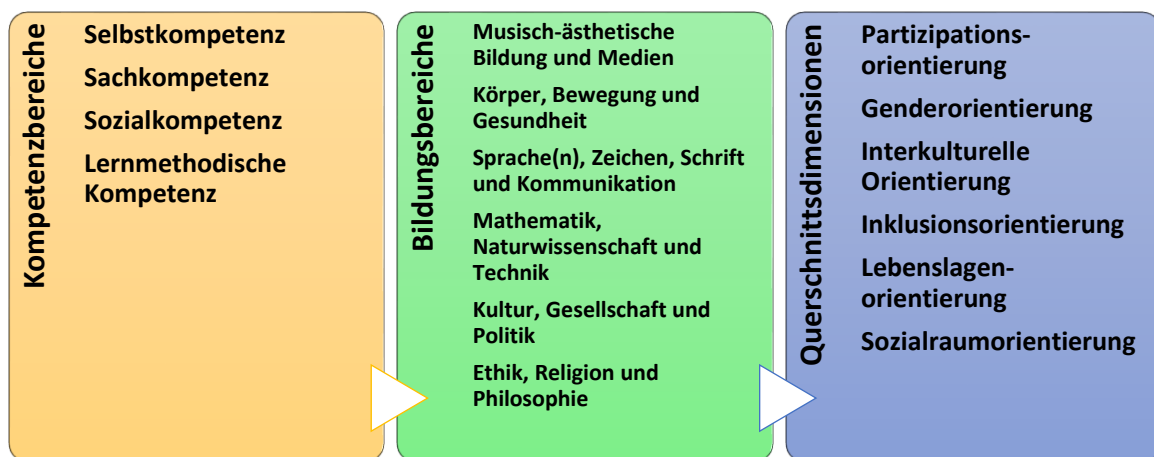 Kompetenzbereiche
Selbstkompetenz
Sachkompetenz
Sozialkompetenz
Lernmethodische
Kompetenz
Bildungsbereiche
Musisch-ästhetische
Bildung und Medien
Körper, Bewegung und
Gesundheit
Sprache(n), Zeichen, Schrift
und Kommunikation
Mathematik,
Naturwissenschaft und
Technik
Kultur, Gesellschaft und
Politik
Ethik, Religion und
Philosophie
Querschnittsdimensionen
Partizipations-
orientierung
Genderorientierung
Interkulturelle
Orientierung
Inklusionsorientierung
Lebenslagen-
orientierung
Sozialraumorientierung